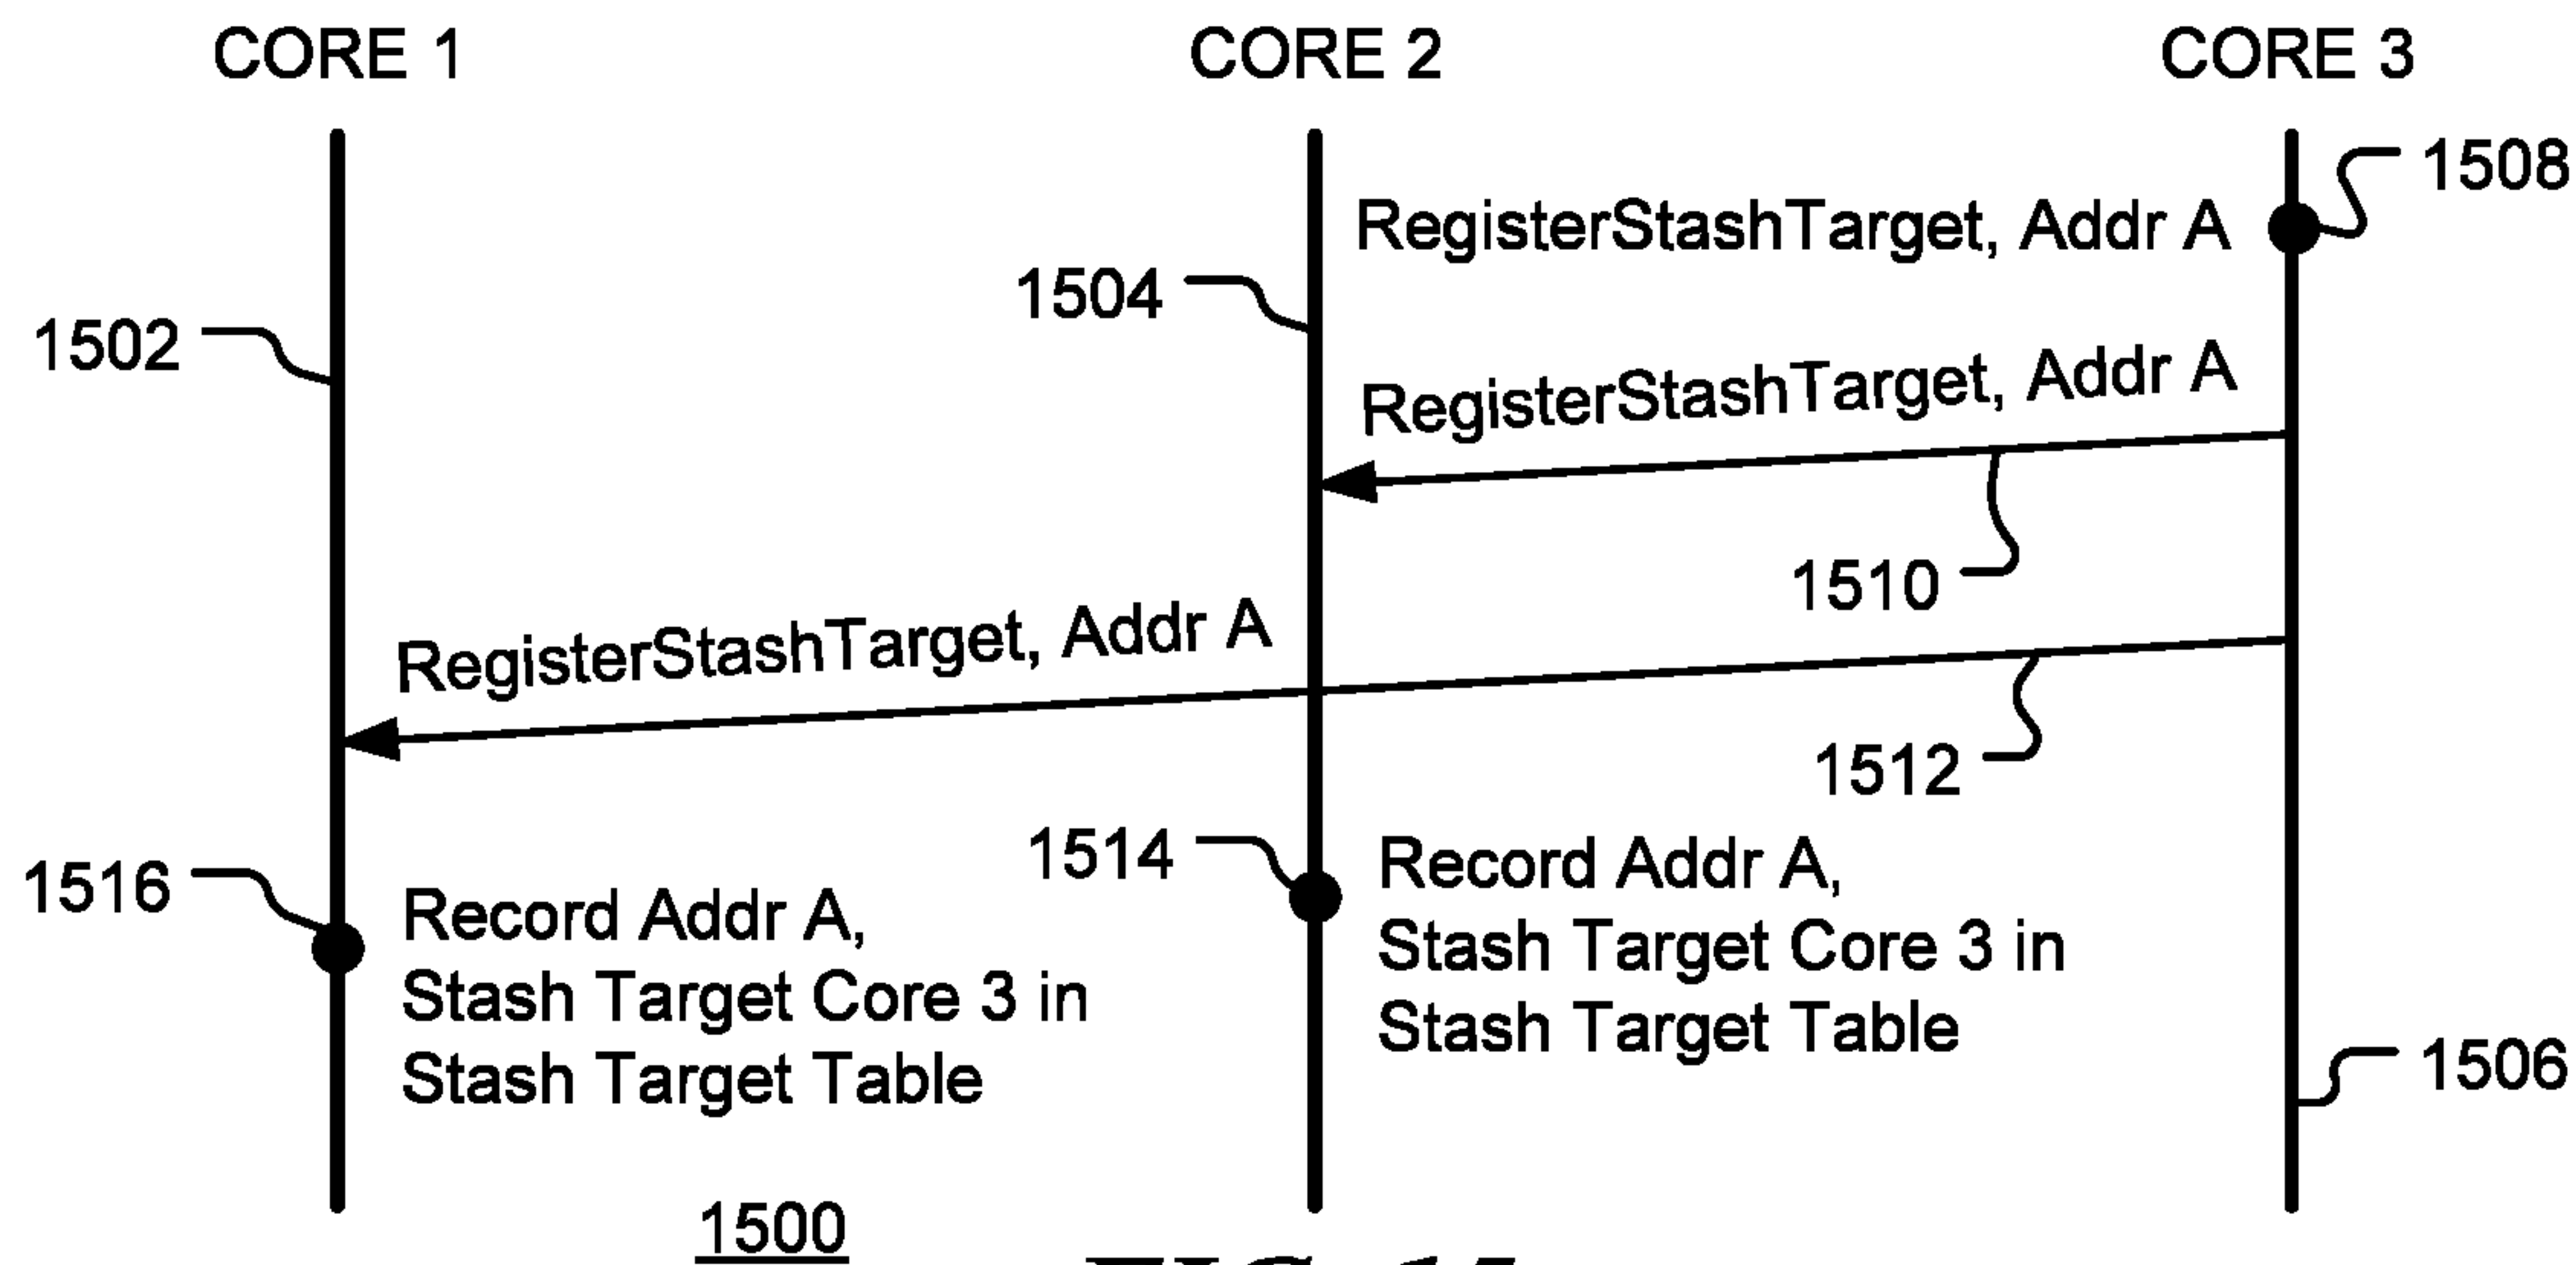 CORE 1
CORE 2
CORE 3
1508
RegisterStashTarget, Addr A
1504
1502
RegisterStashTarget, Addr A
1510
RegisterStashTarget, Addr A
1512
1514
Record Addr A,
Stash Target Core 3 in
Stash Target Table
1516
Record Addr A,
Stash Target Core 3 in
Stash Target Table
1506
1500